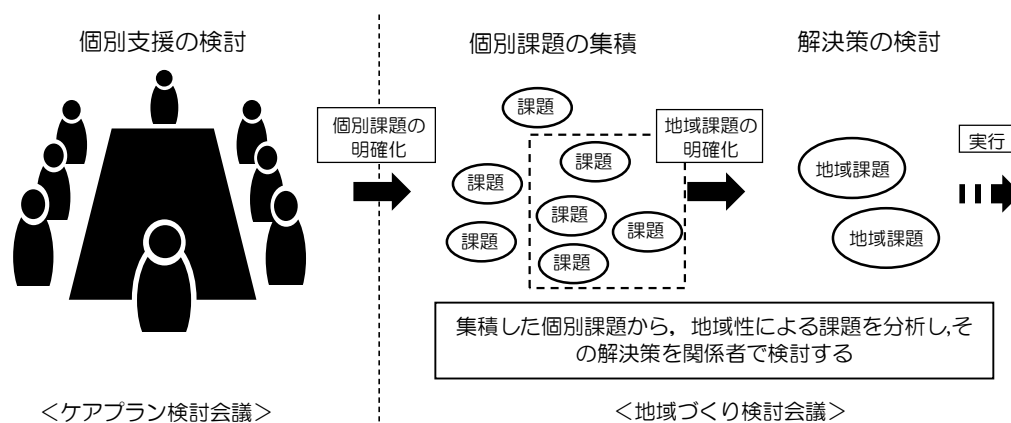 個別支援の検討
個別課題の
明確化
<ケアプラン検討会議>
個別課題の集積
課題
課題
課題
課題
課題
課題
課題
地域課題の
明確化
解決策の検討
地域課題
地域課題
実行
集積した個別課題から，地域性による課題を分析し,そ
の解決策を関係者で検討する
<地域づくり検討会議>